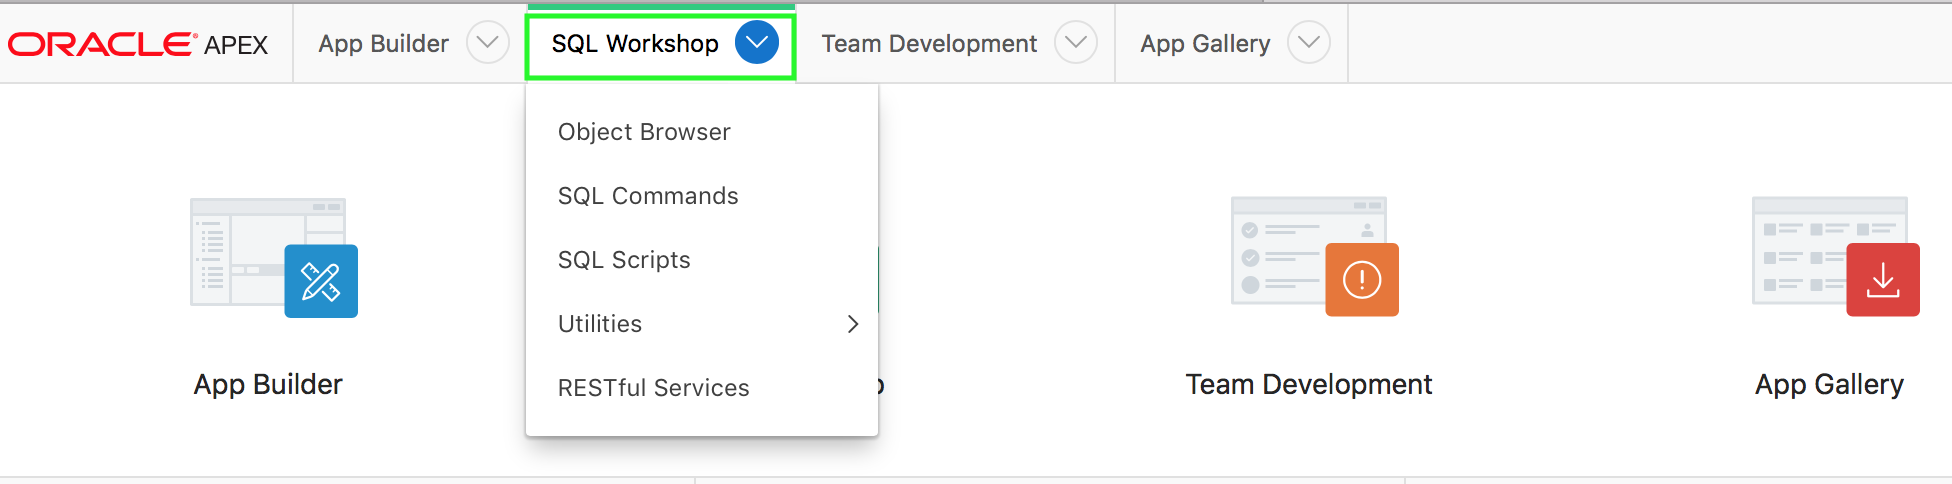 ORACLE® APEX App Builder SQL Workshop Team Development App Gallery
Object Browser
SQL Commands
SQL Scripts
Utilities
RESTful Services
App Builder Team Development App Gallery